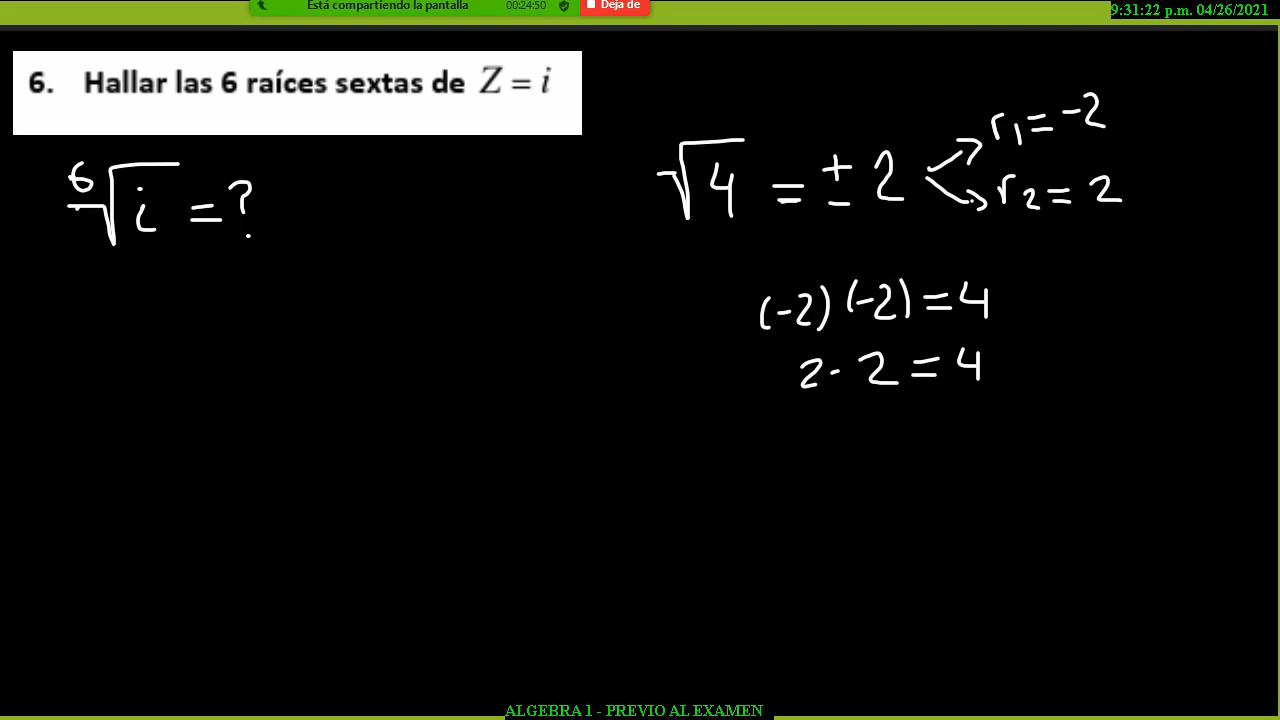 Está compartiendo la pantalla 00:24:50 Deja de
9:31:22 p.m. 04/26/2021
6. Hallar las 6 raíces sextas de Z = i
⁶√i = ?
√4 = ± 2
r₁ = -2
r₂ = 2
(-2) (-2) = 4
2 · 2 = 4
ALGEBRA 1 - PREVIO AL EXAMEN